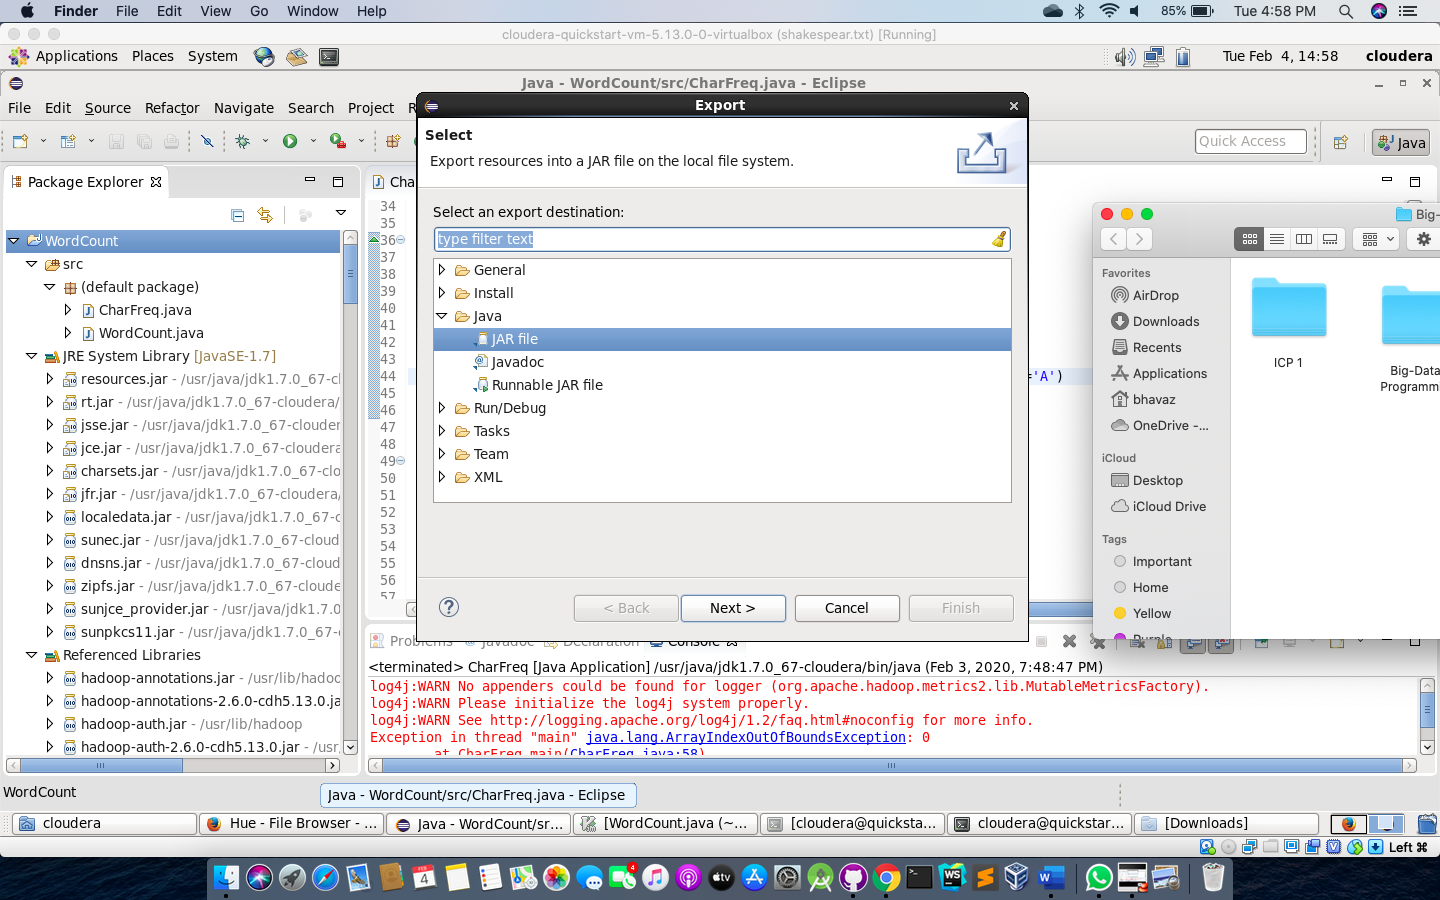 Finder File Edit View Go Window Help 85% Tue 4:58 PM
cloudera-quickstart-vm-5.13.0-0-virtualbox (shakespear.txt) [Running]
Applications Places System Tue Feb 4, 14:58 cloudera
Java - WordCount/src/CharFreq.java - Eclipse
File Edit Source Refactor Navigate Search Project R
Quick Access Java
Package Explorer
WordCount
src
(default package)
CharFreq.java
WordCount.java
JRE System Library [JavaSE-1.7]
resources.jar - /usr/java/jdk1.7.0_67-cl
rt.jar - /usr/java/jdk1.7.0_67-cloudera/
jsse.jar - /usr/java/jdk1.7.0_67-cloude
jce.jar - /usr/java/jdk1.7.0_67-cloudera
charsets.jar - /usr/java/jdk1.7.0_67-clo
jfr.jar - /usr/java/jdk1.7.0_67-cloudera/
localedata.jar - /usr/java/jdk1.7.0_67-c
sunec.jar - /usr/java/jdk1.7.0_67-cloud
dnsns.jar - /usr/java/jdk1.7.0_67-cloud
zipfs.jar - /usr/java/jdk1.7.0_67-cloude
sunjce_provider.jar - /usr/java/jdk1.7.0
sunpkcs11.jar - /usr/java/jdk1.7.0_67-c
Referenced Libraries
hadoop-annotations.jar - /usr/lib/hadoc
hadoop-annotations-2.6.0-cdh5.13.0.ja
hadoop-auth.jar - /usr/lib/hadoop
hadoop-auth-2.6.0-cdh5.13.0.jar - /usr,
Cha
34
35
36
37
38
39
40
41
42
43
44 ='A')
45
46
47
48
49
50
51
52
53
54
55
56
57
Export
Select
Export resources into a JAR file on the local file system.
Select an export destination:
type filter text
General
Install
Java
JAR file
Javadoc
Runnable JAR file
Run/Debug
Tasks
Team
XML
? < Back Next > Cancel Finish
Big-
Favorites
AirDrop
Downloads
Recents
Applications
bhavaz
OneDrive -...
iCloud
Desktop
iCloud Drive
Tags
Important
Home
Yellow
Purple
ICP 1
Big-Data
Programm
Problems Javadoc Declaration Console
<terminated> CharFreq [Java Application] /usr/java/jdk1.7.0_67-cloudera/bin/java (Feb 3, 2020, 7:48:47 PM)
log4j:WARN No appenders could be found for logger (org.apache.hadoop.metrics2.lib.MutableMetricsFactory).
log4j:WARN Please initialize the log4j system properly.
log4j:WARN See http://logging.apache.org/log4j/1.2/faq.html#noconfig for more info.
Exception in thread "main" java.lang.ArrayIndexOutOfBoundsException: 0
at CharFreq.main(CharFreq.java:58)
WordCount
Java - WordCount/src/CharFreq.java - Eclipse
cloudera Hue - File Browser - ... Java - WordCount/sr... [WordCount.java (~... [cloudera@quicksta... cloudera@quickstar... [Downloads]
Left ⌘
FEB 4 4 tv WS W